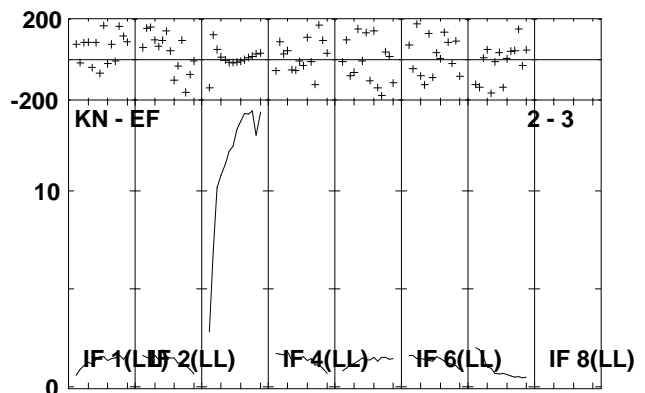 200
-200
KN - EF 2 - 3
10
0
IF 1(LL) IF 2(LL) IF 4(LL) IF 6(LL) IF 8(LL)